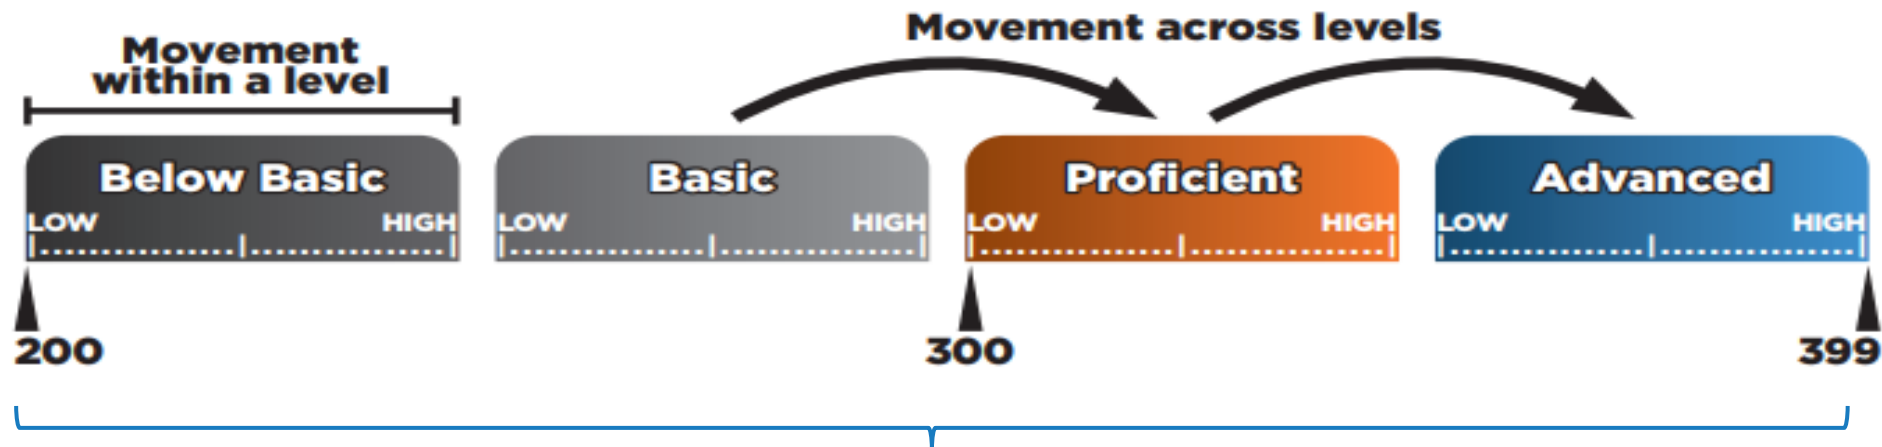 Movement across levels
Movement
within a level
Below Basic
LOW HIGH
Basic
LOW HIGH
Proficient
LOW HIGH
Advanced
LOW HIGH
200
300
399